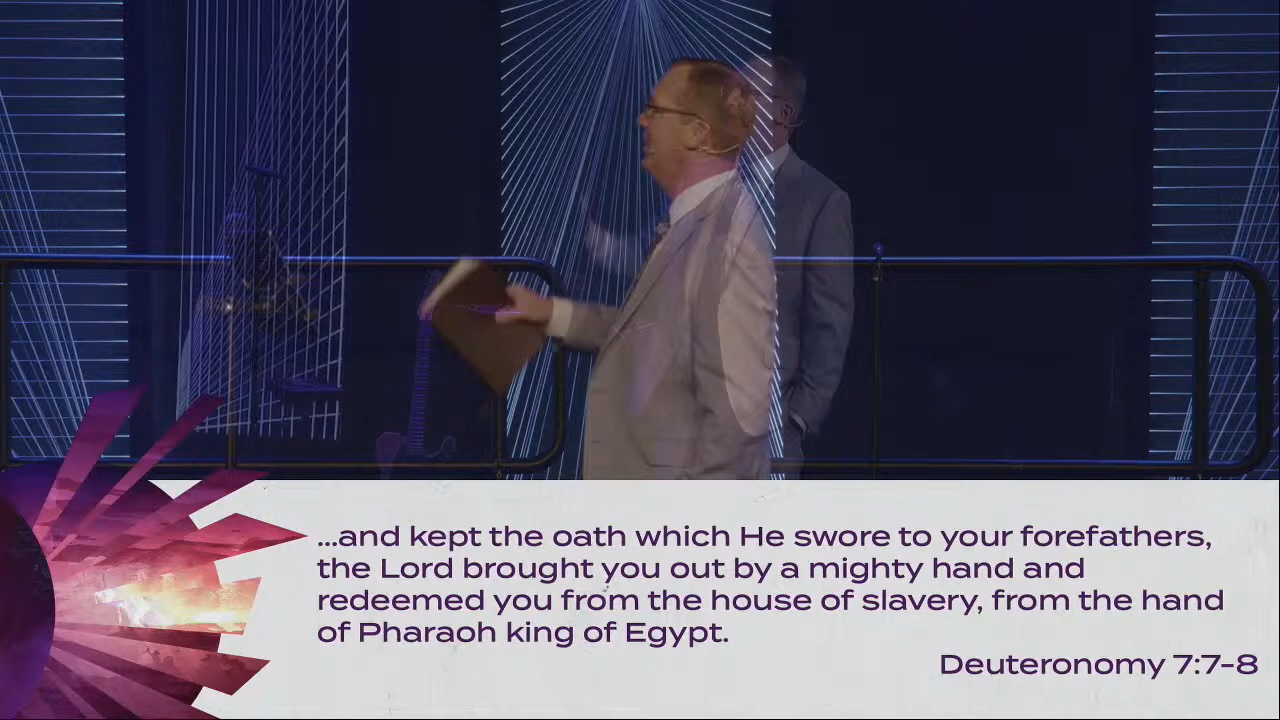 ...and kept the oath which He swore to your forefathers,
the Lord brought you out by a mighty hand and
redeemed you from the house of slavery, from the hand
of Pharaoh king of Egypt.
Deuteronomy 7:7-8